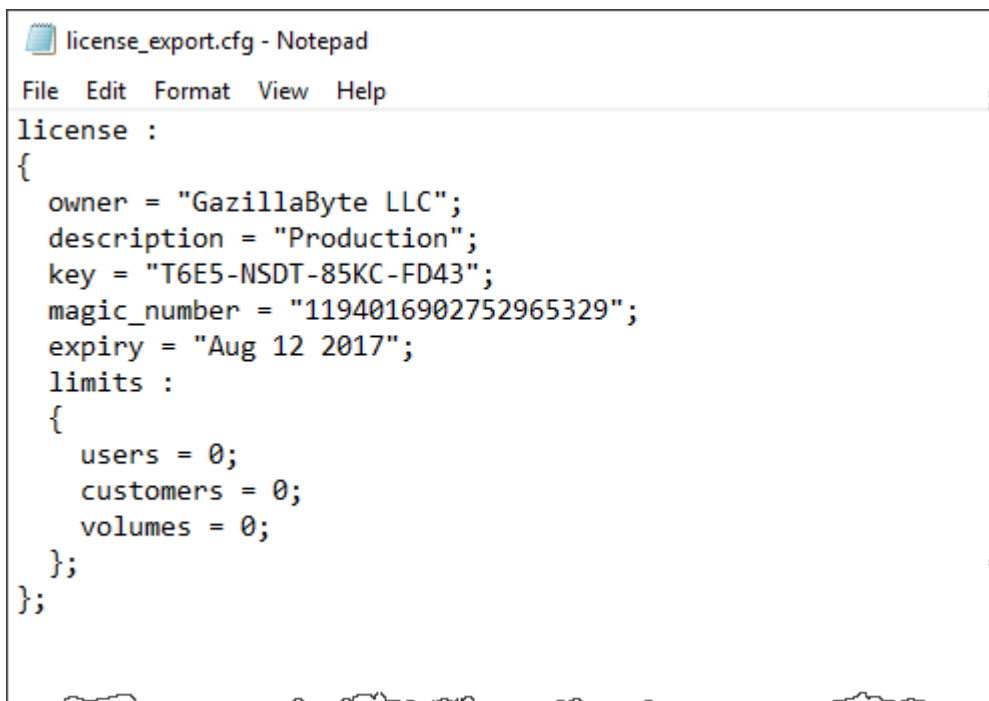 license_export.cfg - Notepad
File Edit Format View Help
license :
{
  owner = "GazillaByte LLC";
  description = "Production";
  key = "T6E5-NSDT-85KC-FD43";
  magic_number = "1194016902752965329";
  expiry = "Aug 12 2017";
  limits :
  {
    users = 0;
    customers = 0;
    volumes = 0;
  };
};